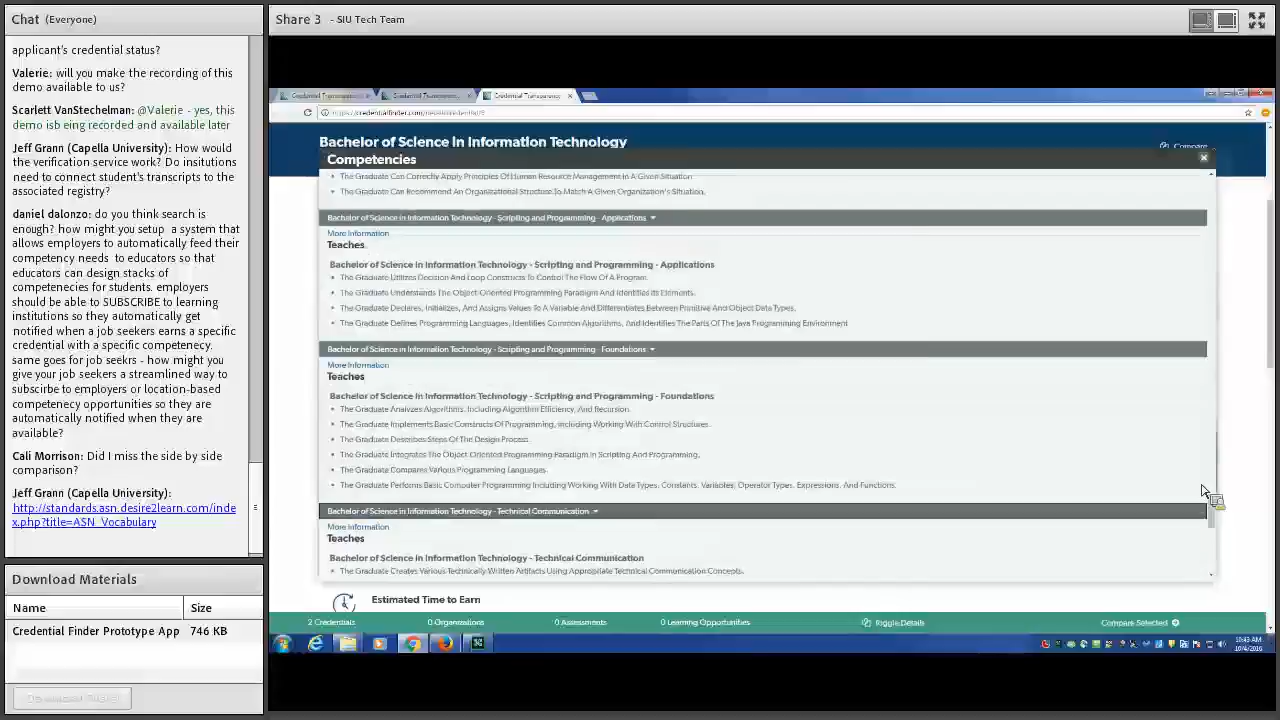 Chat (Everyone)
applicant's credential status?
Valerie: will you make the recording of this
demo available to us?
Scarlett VanStechelman: @Valerie - yes, this
demo isb eing recorded and available later
Jeff Grann (Capella University): How would
the verification service work? Do insitutions
need to connect student's transcripts to the
associated registry?
daniel dalonzo: do you think search is
enough? how might you setup a system that
allows employers to automatically feed their
competency needs to educators so that
educators can design stacks of
competencies for students. employers
should be able to SUBSCRIBE to learning
institutions so they automatically get
notified when a job seekers earns a specific
credential with a specific competency.
same goes for job seekrs - how might you
give your job seekers a streamlined way to
subscribe to employers or location-based
competency opportunities so they are
automatically notified when they are
available?
Cali Morrison: Did I miss the side by side
comparison?
Jeff Grann (Capella University):
http://standards.asn.desire2learn.com/inde
x.php?title=ASN_Vocabulary
Download Materials
Name Size
Credential Finder Prototype App 746 KB
Share 3 - SIU Tech Team
Credential Transparency
Credential Transparency
Credential Transparency
Bachelor of Science in Information Technology
Compare
Competencies
The Graduate Can Correctly Apply Principles Of Human Resource Management In A Given Situation.
The Graduate Can Recommend An Organizational Structure To Match A Given Organization's Situation.
Bachelor of Science in Information Technology - Scripting and Programming - Applications
More Information
Teaches
Bachelor of Science in Information Technology - Scripting and Programming - Applications
The Graduate Utilizes Decision And Loop Constructs To Control The Flow Of A Program.
The Graduate Understands The Object-Oriented Programming Paradigm And Identifies Its Elements.
The Graduate Declares, Initializes, And Assigns Values To A Variable And Differentiates Between Primitive And Object Data Types.
The Graduate Defines Programming Languages, Identifies Common Algorithms, And Identifies The Parts Of The Java Programming Environment
Bachelor of Science in Information Technology - Scripting and Programming - Foundations
More Information
Teaches
Bachelor of Science in Information Technology - Scripting and Programming - Foundations
The Graduate Analyzes Algorithms, Including Algorithm Efficiency, And Recursion.
The Graduate Implements Basic Constructs Of Programming, Including Working With Control Structures.
The Graduate Describes Steps Of The Design Process.
The Graduate Integrates The Object-Oriented Programming Paradigm In Scripting And Programming.
The Graduate Compares Various Programming Languages.
The Graduate Performs Basic Computer Programming Including Working With Data Types, Constants, Variables, Operator Types, Expressions, And Functions.
Bachelor of Science in Information Technology - Technical Communication
More Information
Teaches
Bachelor of Science in Information Technology - Technical Communication
The Graduate Creates Various Technically Written Artifacts Using Appropriate Technical Communication Concepts.
Estimated Time to Earn
2 Credentials 0 Organizations 0 Assessments 0 Learning Opportunities Toggle Details Compare Selected
10:43 AM
10/4/2016